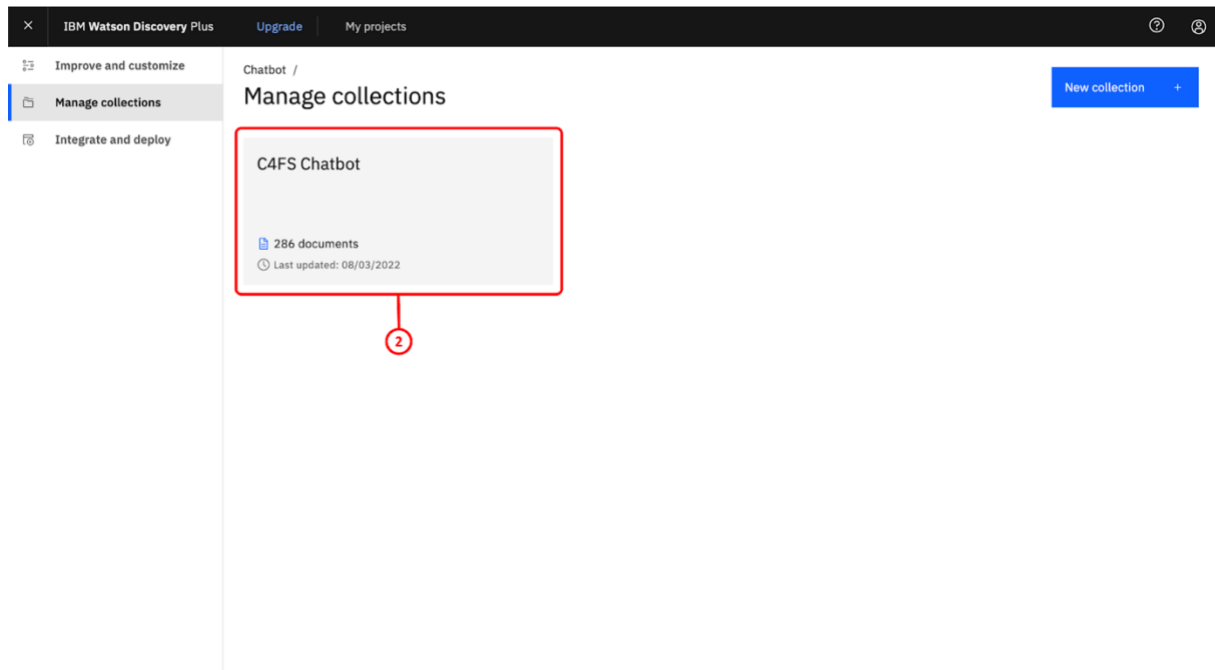 IBM Watson Discovery Plus Upgrade My projects
Improve and customize
Manage collections
Integrate and deploy
Chatbot /
Manage collections
New collection +
C4FS Chatbot
286 documents
Last updated: 08/03/2022
2